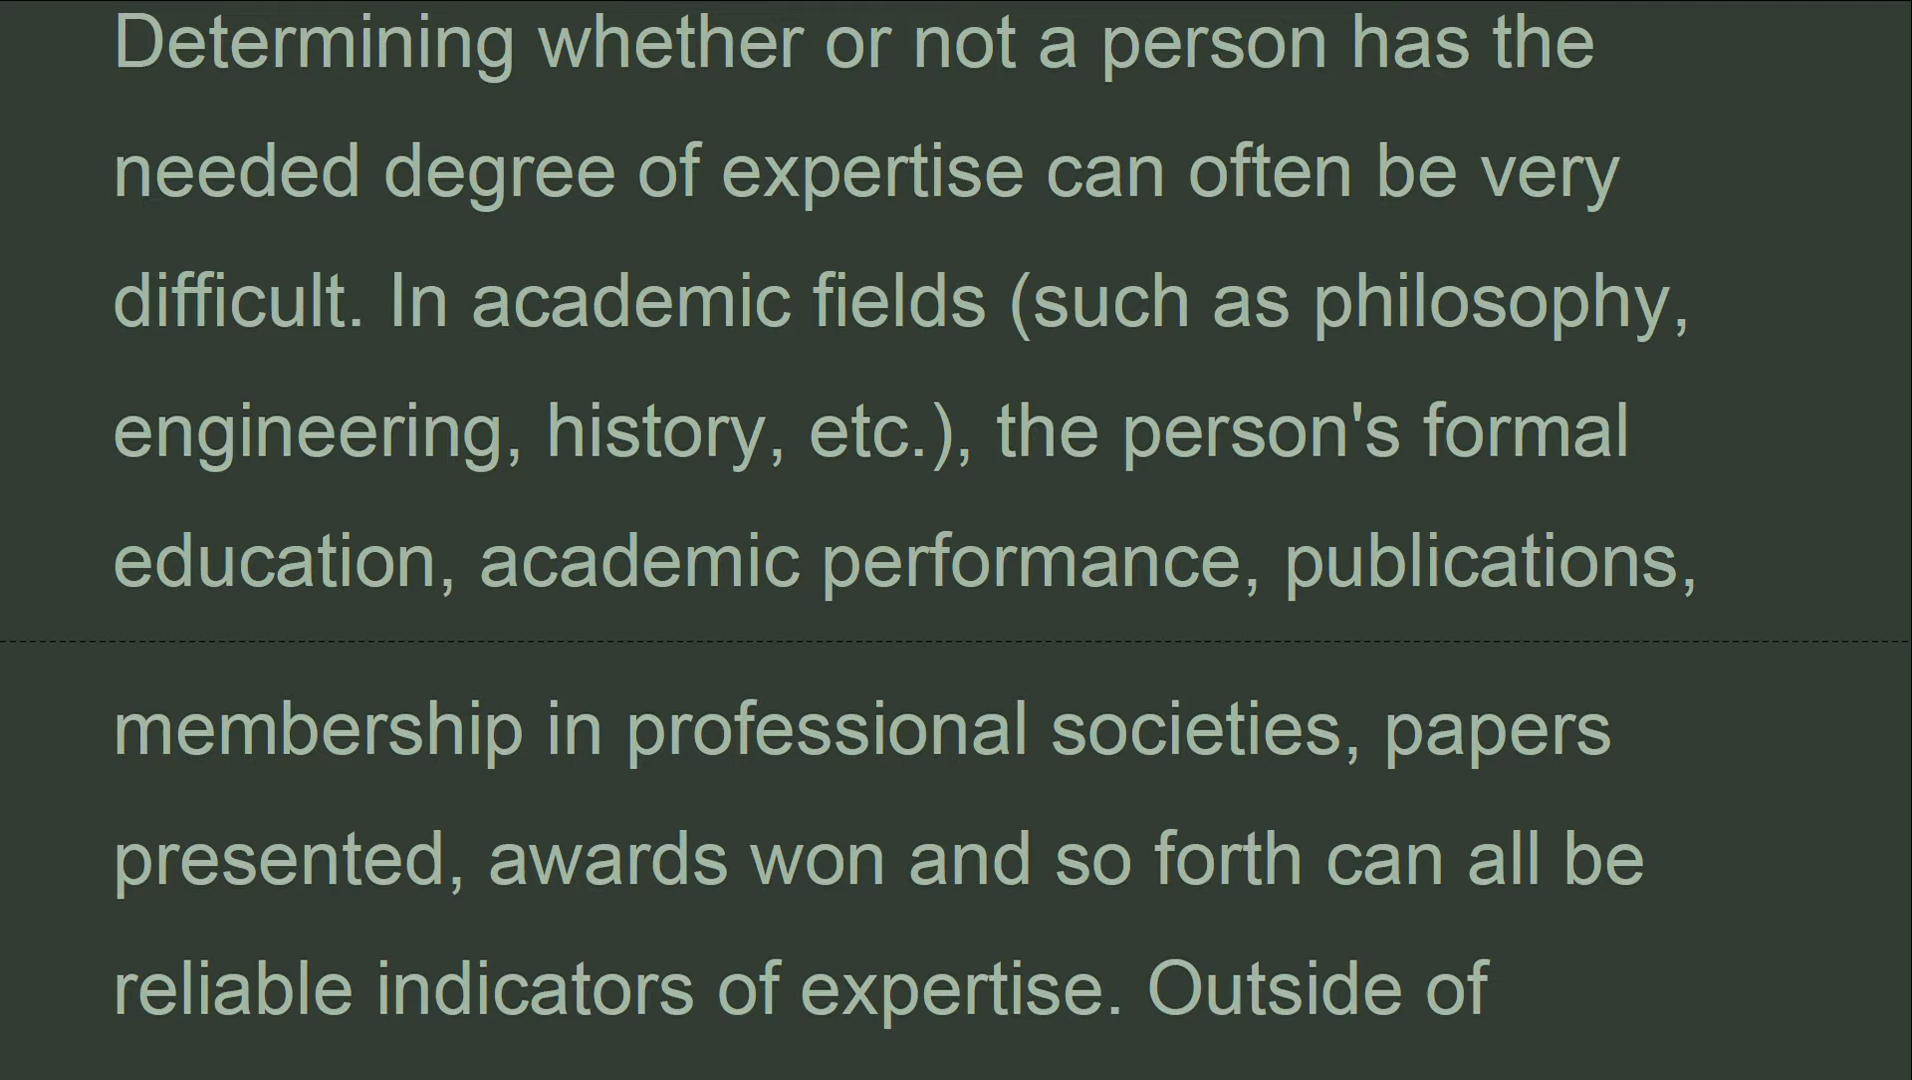 Determining whether or not a person has the
needed degree of expertise can often be very
difficult. In academic fields (such as philosophy,
engineering, history, etc.), the person's formal
education, academic performance, publications,
membership in professional societies, papers
presented, awards won and so forth can all be
reliable indicators of expertise. Outside of